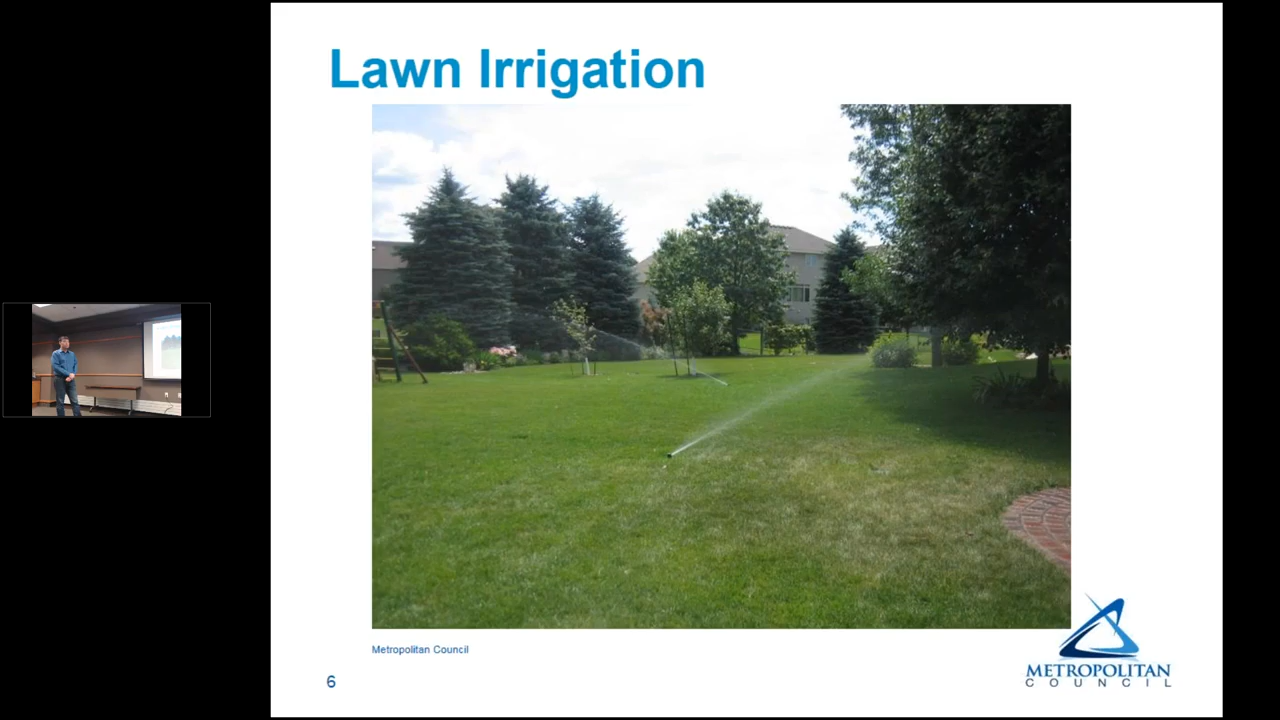 Lawn Irrigation
Metropolitan Council
6
METROPOLITAN
COUNCIL